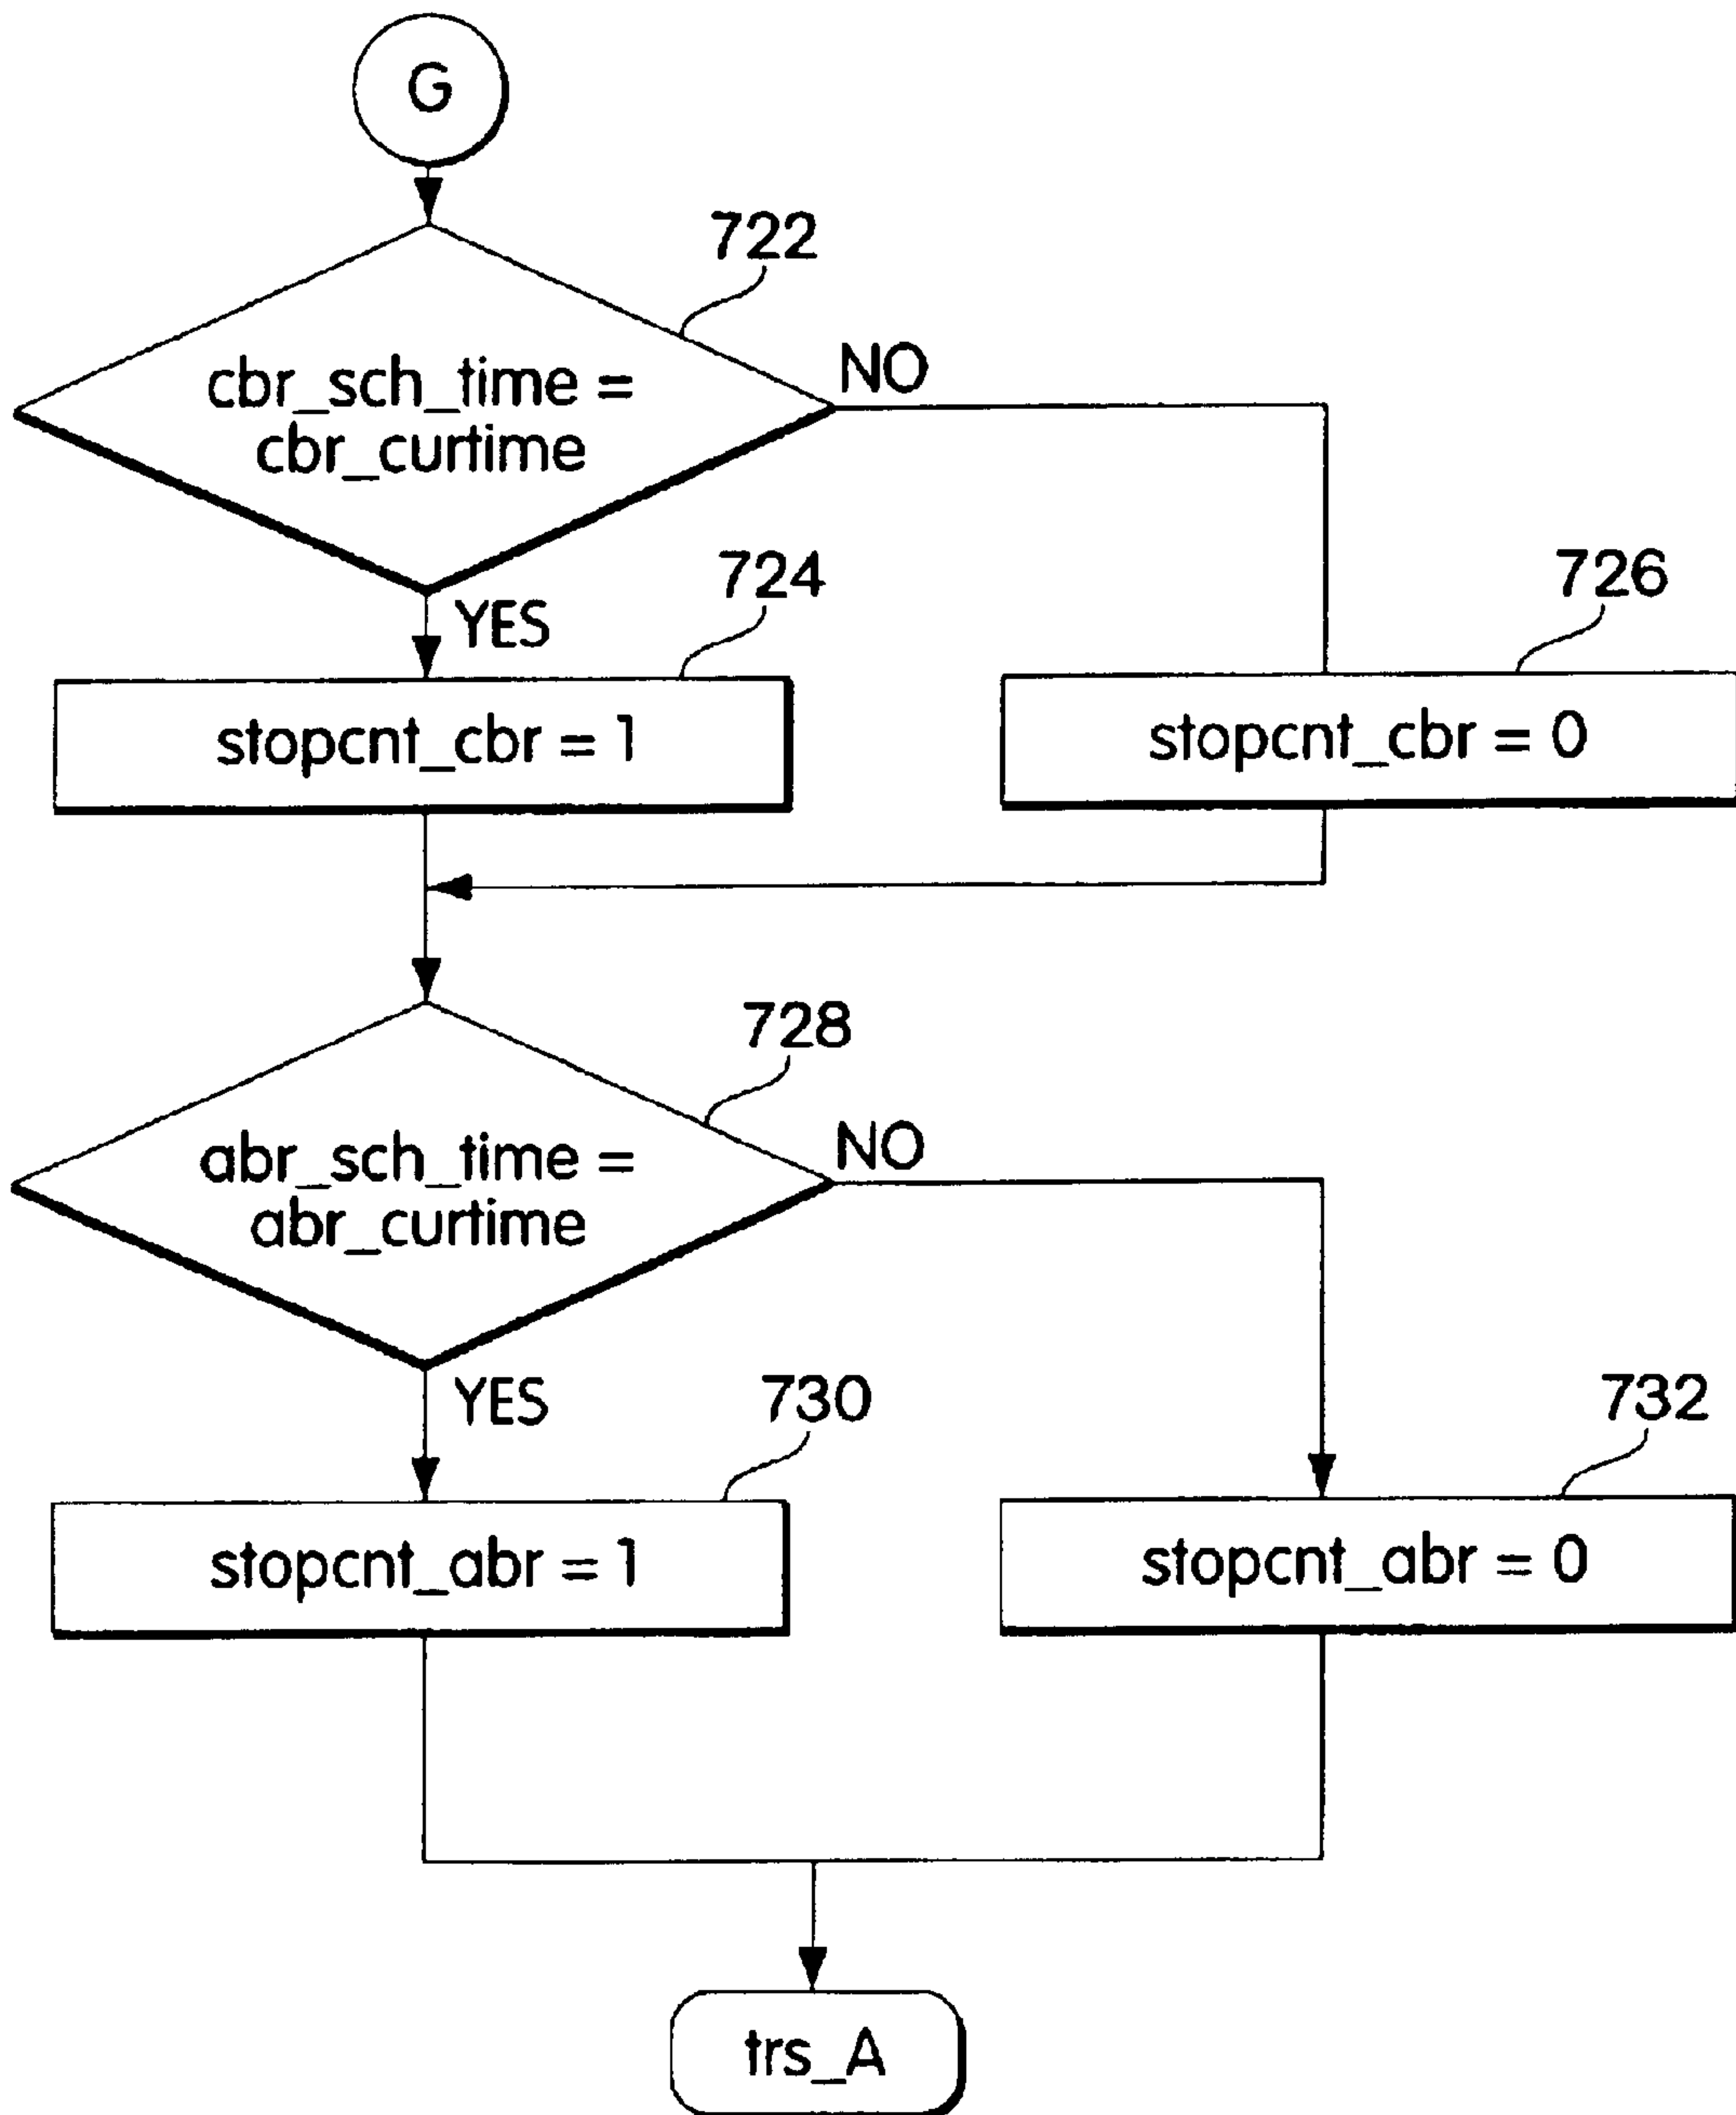 G
722
cbr_sch_time =
cbr_curtime
NO
YES
724
726
stopcnt_cbr = 1
stopcnt_cbr = 0
728
abr_sch_time =
abr_curtime
NO
YES
730
732
stopcnt_abr = 1
stopcnt_abr = 0
trs_A